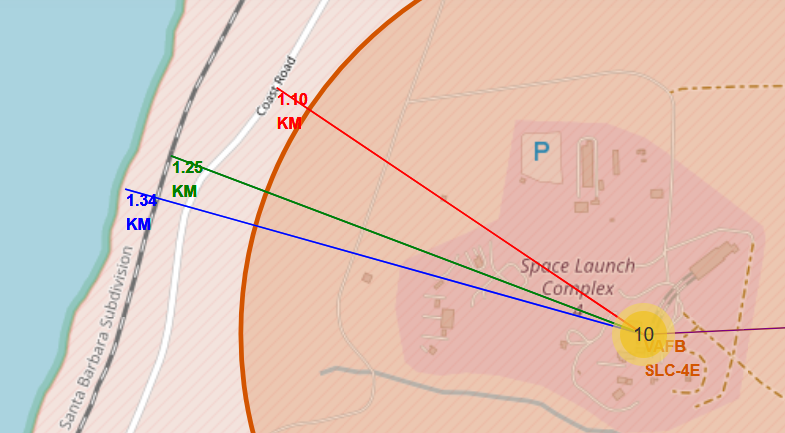 Coast Road
1.10
KM
P
1.25
KM
1.34
KM
Santa Barbara Subdivision
Space Launch
Complex
4
10
VAFB
SLC-4E